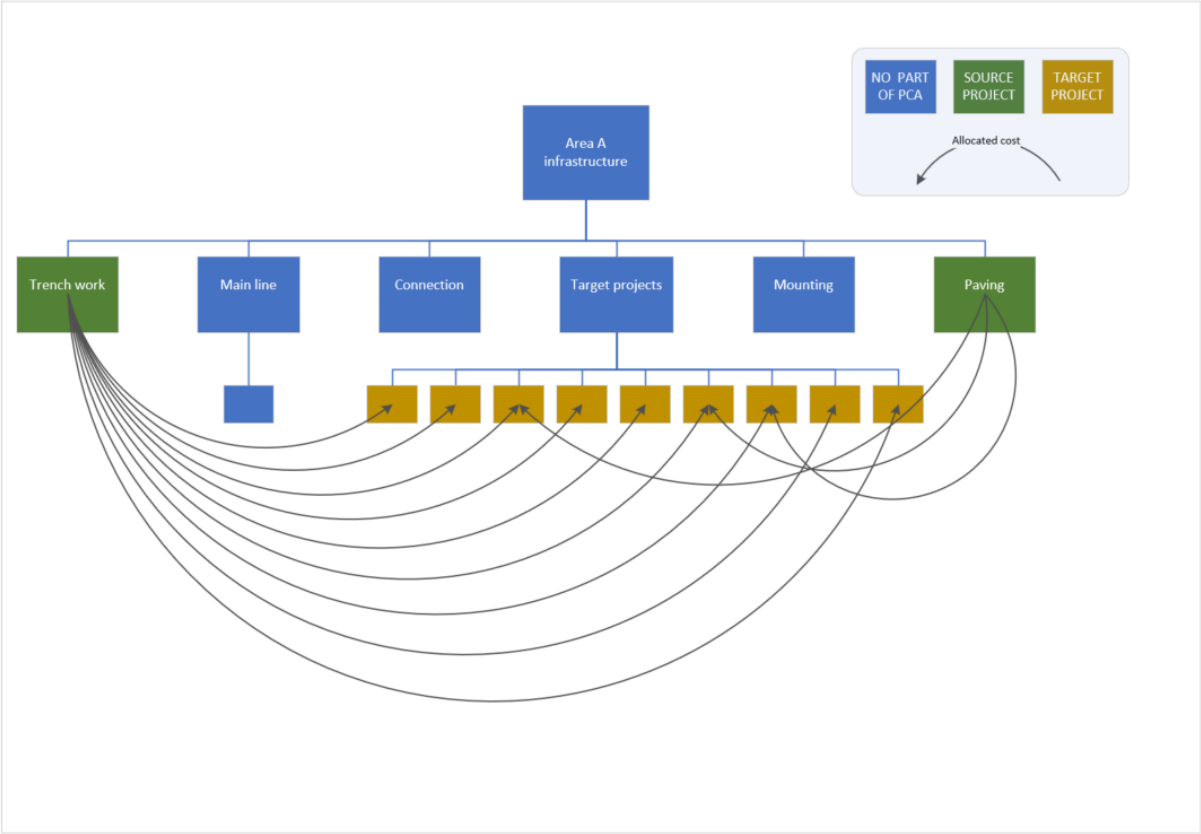 NO PART
OF PCA
SOURCE
PROJECT
TARGET
PROJECT
Allocated cost
Area A
infrastructure
Trench work
Main line
Connection
Target projects
Mounting
Paving